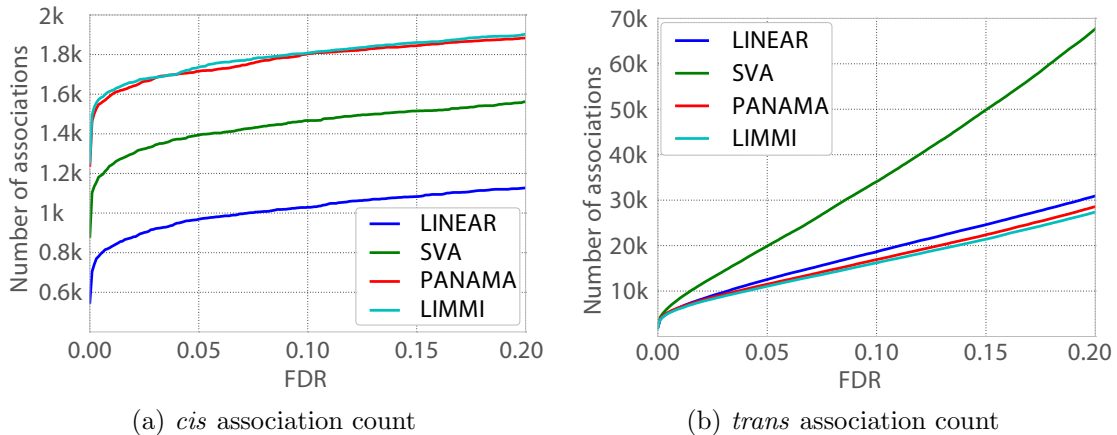 2k
1.8k
1.6k
1.4k
1.2k
1k
0.8k
0.6k
Number of associations
0.00 0.05 0.10 0.15 0.20
FDR
LINEAR
SVA
PANAMA
LIMMI
(a) cis association count
70k
60k
50k
40k
30k
20k
10k
Number of associations
0.00 0.05 0.10 0.15 0.20
FDR
LINEAR
SVA
PANAMA
LIMMI
(b) trans association count